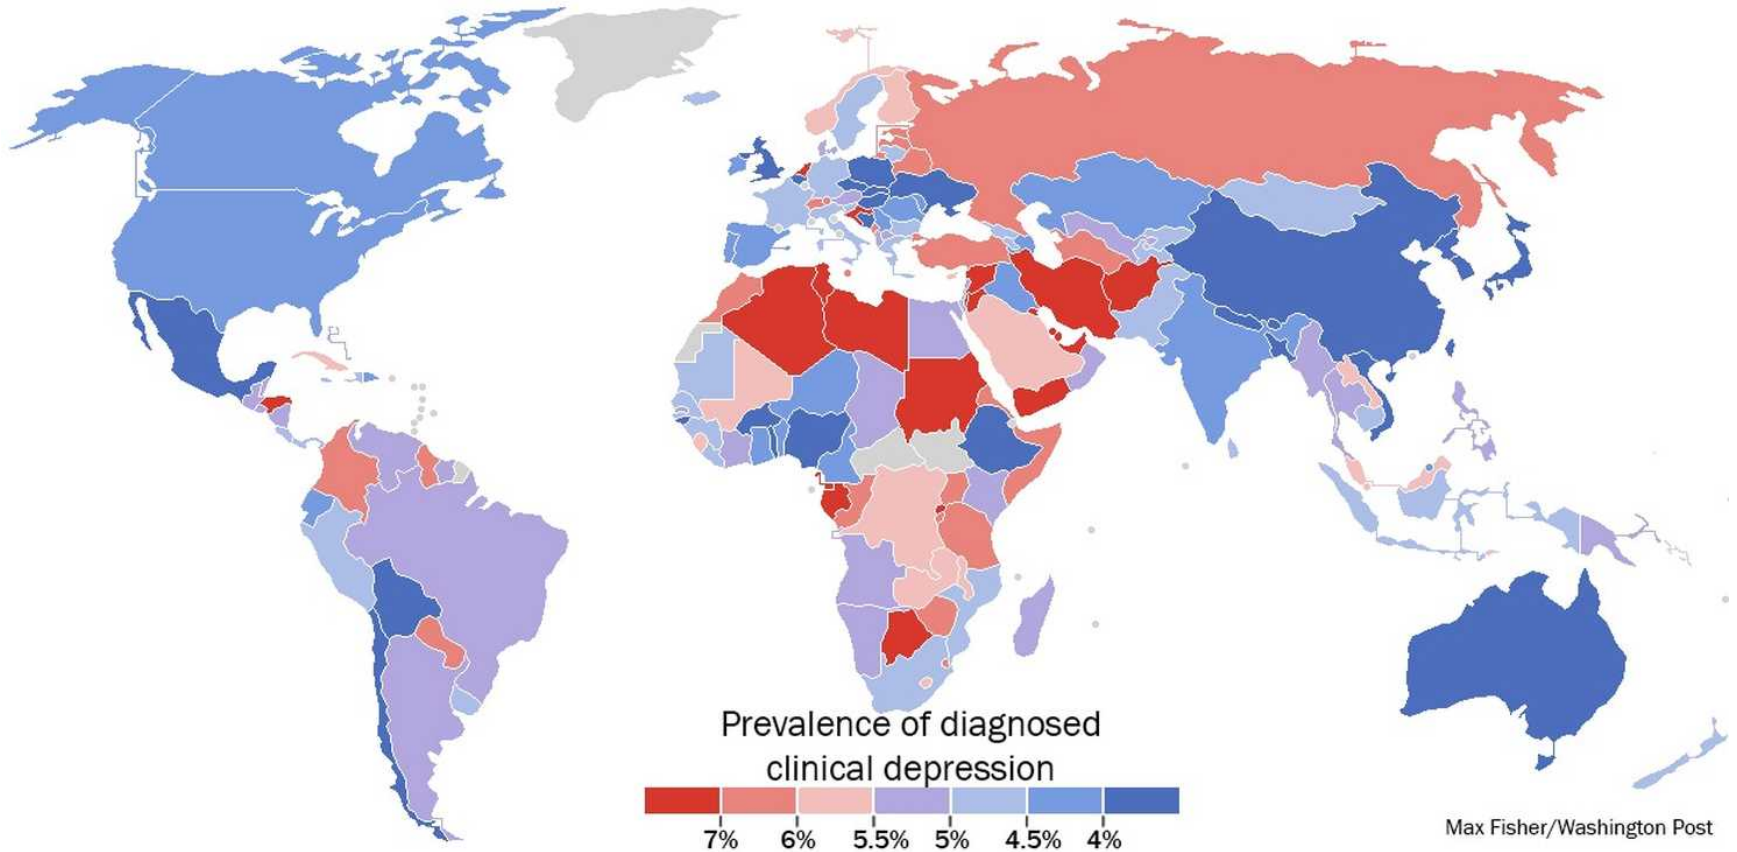 Prevalence of diagnosed
clinical depression
7% 6% 5.5% 5% 4.5% 4%
Max Fisher/Washington Post